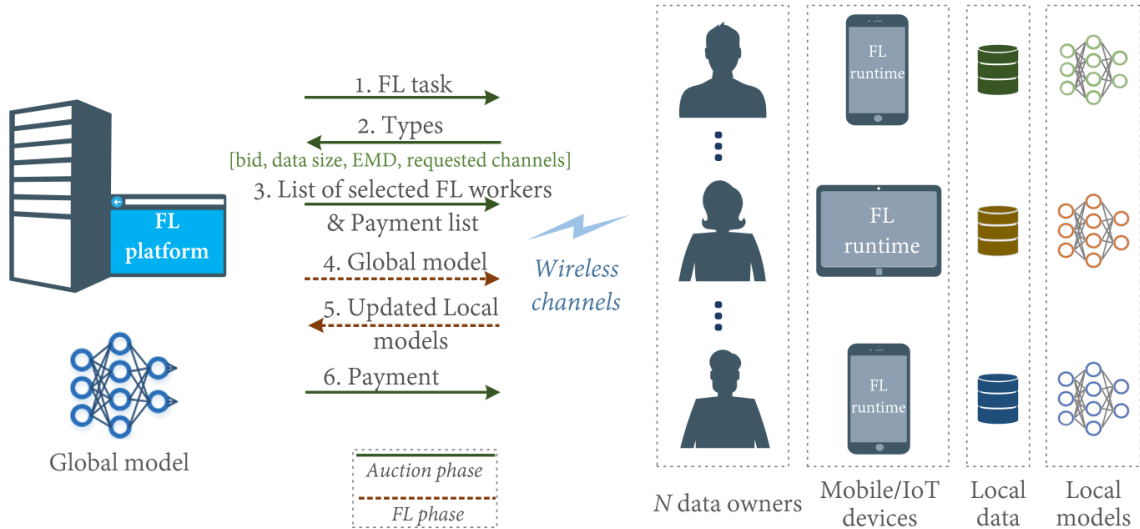 1. FL task
2. Types
[bid, data size, EMD, requested channels]
3. List of selected FL workers
& Payment list
4. Global model
5. Updated Local
models
6. Payment
FL
platform
Global model
Auction phase
FL phase
Wireless
channels
FL
runtime
FL
runtime
FL
runtime
N data owners
Mobile/IoT
devices
Local
data
Local
models